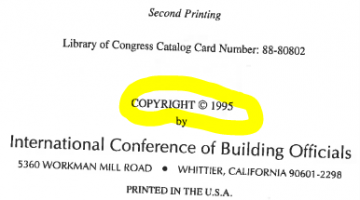 Second Printing
Library of Congress Catalog Card Number: 88-80802
COPYRIGHT © 1995
by
International Conference of Building Officials
5360 WORKMAN MILL ROAD • WHITTIER, CALIFORNIA 90601-2298
PRINTED IN THE U.S.A.